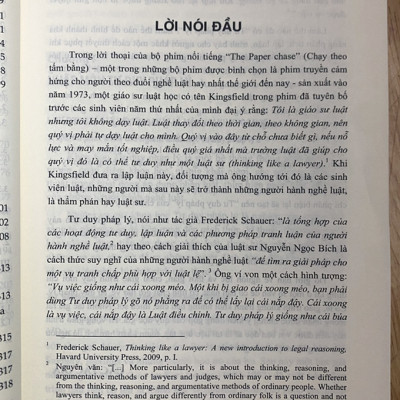 LỜI NÓI ĐẦU
Trong lời thoại của bộ phim nổi tiếng “The Paper chase” (Chạy theo
tấm bằng) – một trong những bộ phim được bình chọn là phim truyền cảm
hứng cho người theo đuổi nghề luật hay nhất thế giới đến nay – sản xuất vào
năm 1973, một giáo sư luật học có tên Kingsfield trong phim đã tuyên bố
trước các sinh viên năm thứ nhất của mình đại ý rằng: Tôi là giáo sư luật
nhưng tôi không dạy luật. Luật thay đổi theo thời gian, theo không gian, nên
quý vị phải tự dạy luật cho mình. Quý vị vào đây từ chỗ chưa biết gì, nếu nỗ
lực và may mắn tốt nghiệp, điều quý giá nhất mà trường luật đã giúp cho
quý vị đó là có thể tư duy như một luật sư (thinking like a lawyer).1 Khi
Kingsfield đưa ra lập luận này, đối tượng mà ông hướng tới đó là các sinh
viên luật, những người mà sau này sẽ trở thành những người hành nghề luật,
là thẩm phán hay luật sư.
Tư duy pháp lý, nói như tác giả Frederick Schauer: “là tổng hợp của
các hoạt động tư duy, lập luận và các phương pháp tranh luận của người
hành nghề luật,2 hay theo cách giải thích của luật sư Nguyễn Ngọc Bích là
cách thức suy nghĩ của những người hành nghề luật “để tìm ra giải pháp cho
một vụ tranh chấp phù hợp với luật lệ”.3 Ông ví von một cách hình tượng:
“Vụ việc giống như cái xoong méo. Một khi bị giao cái xoong méo, bạn phải
dùng Tư duy pháp lý gò nó phẳng ra để có thể lấy lại cái nắp đậy. Cái xoong
là vụ việc, cái nắp đậy là Luật điều chỉnh. Tư duy pháp lý giống như cái búa
1 Frederick Schauer, Thinking like a lawyer: A new introduction to legal reasoning,
Havard University Press, 2009, p. I.
2 Nguyên văn: “[...] More particularly, it is about the thinking, reasoning, and
argumentative methods of lawyers and judges, which may or may not be different
from the thinking, reasoning, and argumentative methods of ordinary people. Whether
lawyers think, reason, and argue differently from ordinary folk is a question and not
01
02
08
313
313
à
315
317
317
318